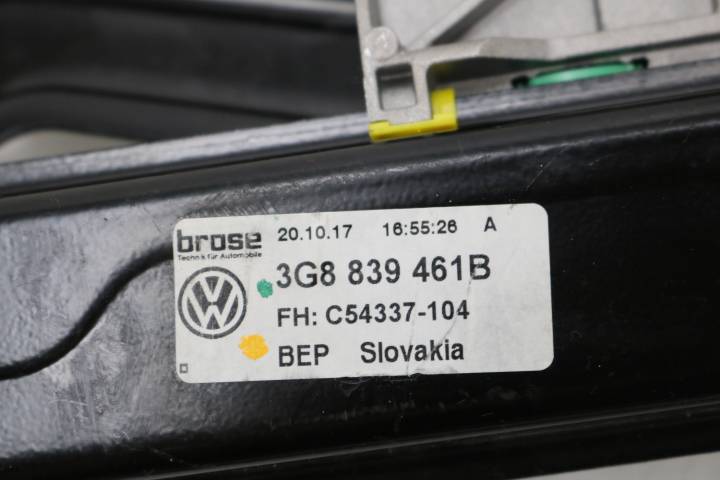 brose 20.10.17 16:55:26 A
Technik für Automobile
3G8 839 461B
FH: C54337-104
BEP Slovakia